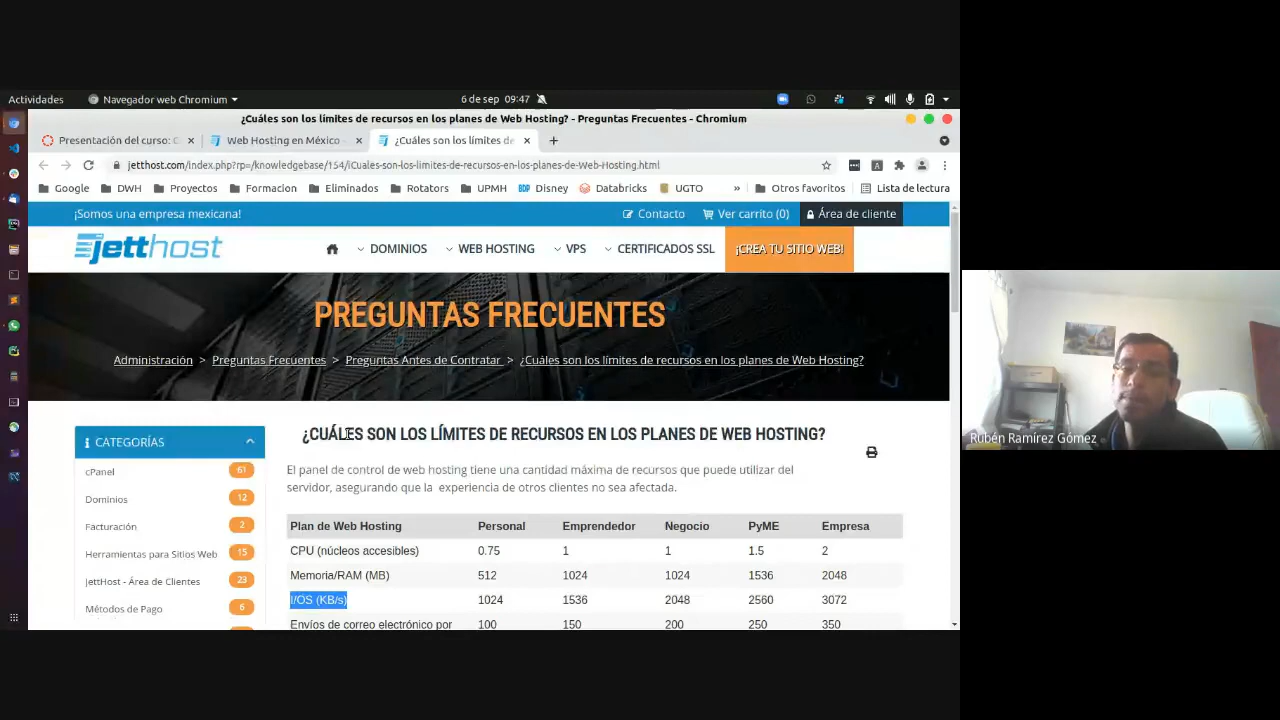 Actividades
Navegador web Chromium
6 de sep 09:47
¿Cuáles son los límites de recursos en los planes de Web Hosting? - Preguntas Frecuentes - Chromium
Presentación del curso: C
Web Hosting en México
¿Cuáles son los límites de
jetthost.com/index.php?rp=/knowledgebase/154/iCuales-son-los-limites-de-recursos-en-los-planes-de-Web-Hosting.html
Google DWH Proyectos Formacion Eliminados Rotators UPMH Disney Databricks UGTO » Otros favoritos Lista de lectura
¡Somos una empresa mexicana!
Contacto Ver carrito (0) Área de cliente
jetthost
DOMINIOS WEB HOSTING VPS CERTIFICADOS SSL ¡CREA TU SITIO WEB!
PREGUNTAS FRECUENTES
Administración > Preguntas Frecuentes > Preguntas Antes de Contratar > ¿Cuáles son los límites de recursos en los planes de Web Hosting?
CATEGORÍAS
cPanel 61
Dominios 12
Facturación 2
Herramientas para Sitios Web 15
JettHost - Área de Clientes 23
Métodos de Pago 6
¿CUÁLES SON LOS LÍMITES DE RECURSOS EN LOS PLANES DE WEB HOSTING?
El panel de control de web hosting tiene una cantidad máxima de recursos que puede utilizar del
servidor, asegurando que la experiencia de otros clientes no sea afectada.
Plan de Web Hosting Personal Emprendedor Negocio PyME Empresa
CPU (núcleos accesibles) 0.75 1 1 1.5 2
Memoria/RAM (MB) 512 1024 1024 1536 2048
I/OS (KB/s) 1024 1536 2048 2560 3072
Envíos de correo electrónico por 100 150 200 250 350
Rubén Ramírez Gómez